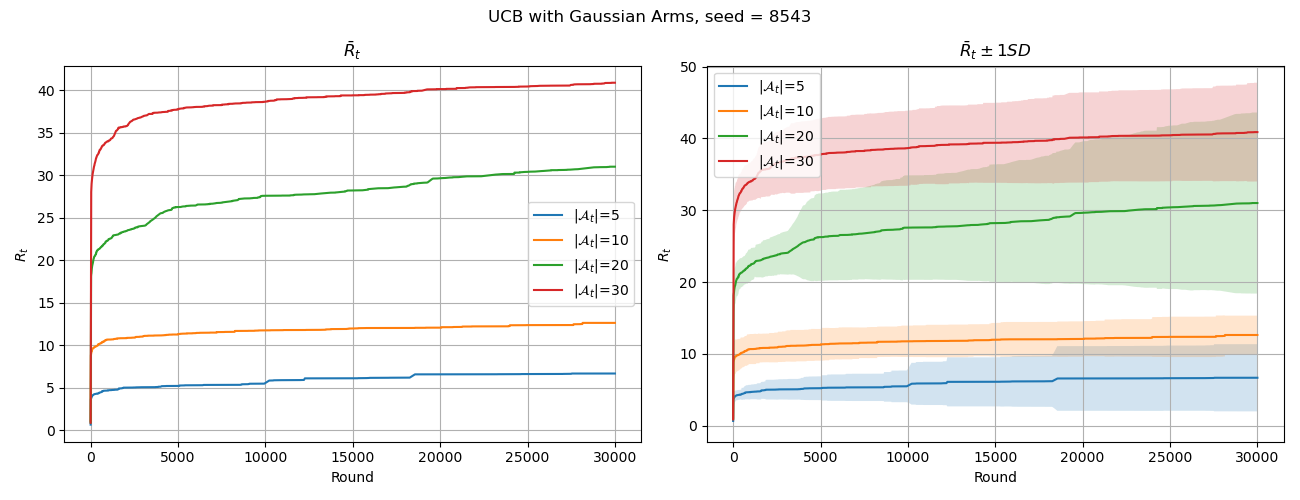 UCB with Gaussian Arms, seed = 8543
R̄ₜ
40
35
30
25
20
15
10
5
0
Rₜ
|𝒜ₜ|=5
|𝒜ₜ|=10
|𝒜ₜ|=20
|𝒜ₜ|=30
0 5000 10000 15000 20000 25000 30000
Round
R̄ₜ ± 1SD
50
40
30
20
10
0
Rₜ
|𝒜ₜ|=5
|𝒜ₜ|=10
|𝒜ₜ|=20
|𝒜ₜ|=30
0 5000 10000 15000 20000 25000 30000
Round